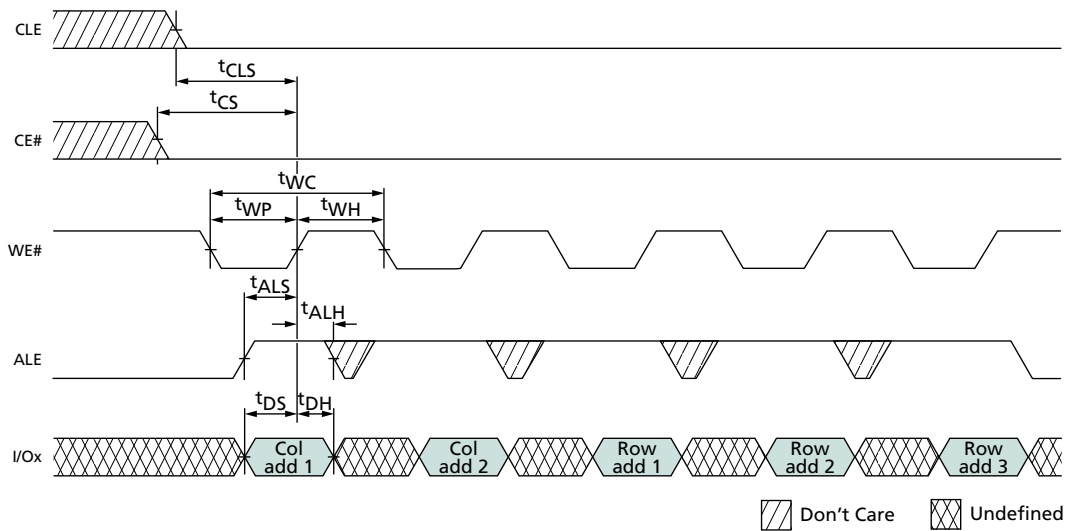 CLE
tCLS
tCS
CE#
tWC
tWP
tWH
WE#
tALS
tALH
ALE
tDS
tDH
I/Ox
Col
add 1
Col
add 2
Row
add 1
Row
add 2
Row
add 3
Don't Care
Undefined